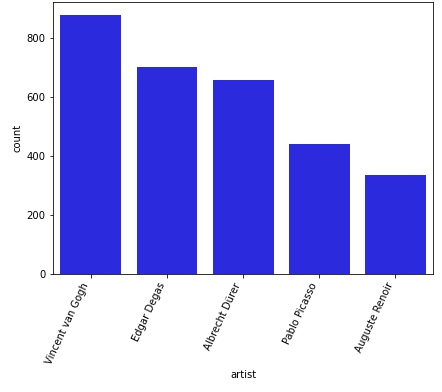 800
600
400
200
0
count
Vincent van Gogh
Edgar Degas
Albrecht Dürer
Pablo Picasso
Auguste Renoir
artist